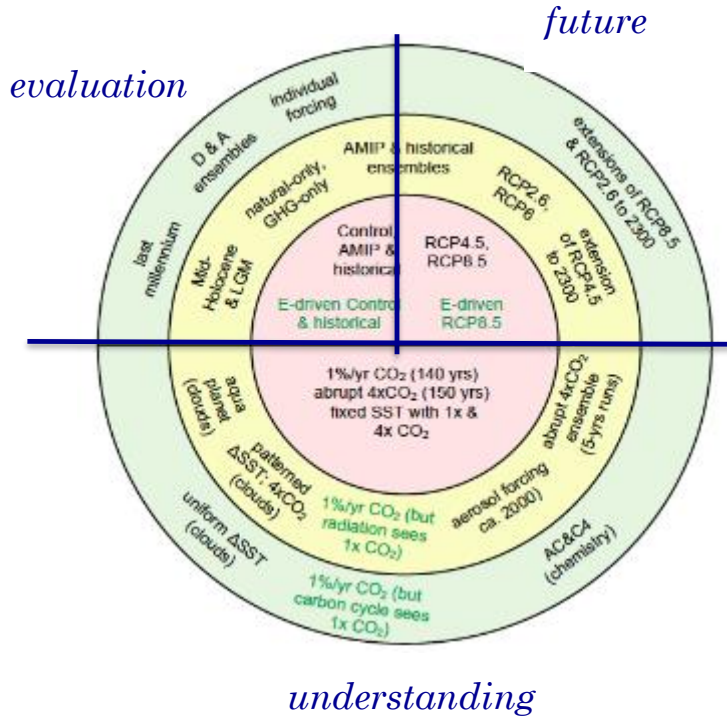 future
evaluation
individual
forcing
D & A
ensembles
last
millennium
extensions of RCP8.5
& RCP2.6 to 2300
AMIP & historical
ensembles
natural-only,
GHG-only
Mid-
Holocene
& LGM
RCP2.6,
RCP6
extension
of RCP4.5
to 2300
Control,
AMIP &
historical
RCP4.5,
RCP8.5
E-driven Control
& historical
E-driven
RCP8.5
1%/yr CO₂ (140 yrs)
abrupt 4xCO₂ (150 yrs)
fixed SST with 1x &
4x CO₂
aqua
planet
(clouds)
patterned
ΔSST: 4xCO₂
(clouds)
1%/yr CO₂ (but
radiation sees
1x CO₂)
aerosol forcing
ca. 2000)
abrupt 4xCO₂
ensemble
(5-yrs runs)
uniform ΔSST
(clouds)
1%/yr CO₂ (but
carbon cycle sees
1x CO₂)
AC&C4
(chemistry)
understanding